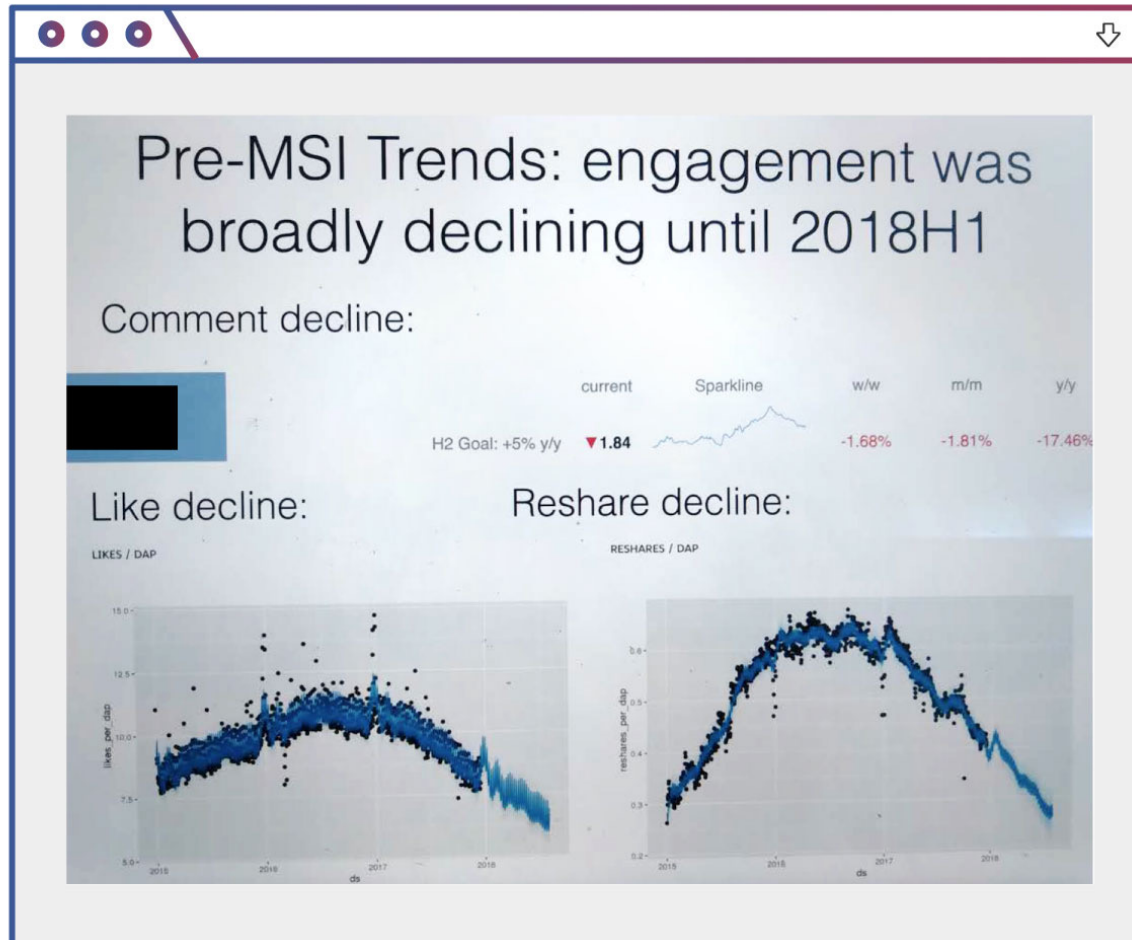 Pre-MSI Trends: engagement was
broadly declining until 2018H1
Comment decline:
current Sparkline w/w m/m y/y
H2 Goal: +5% y/y ▼1.84 -1.68% -1.81% -17.46%
Like decline:
Reshare decline:
LIKES / DAP
RESHARES / DAP
15.0
12.5
10.0
7.5
5.0
likes_per_dap
2015 2016 2017 2018
ds
0.6
0.5
0.4
0.3
0.2
reshares_per_dap
2015 2016 2017 2018
ds